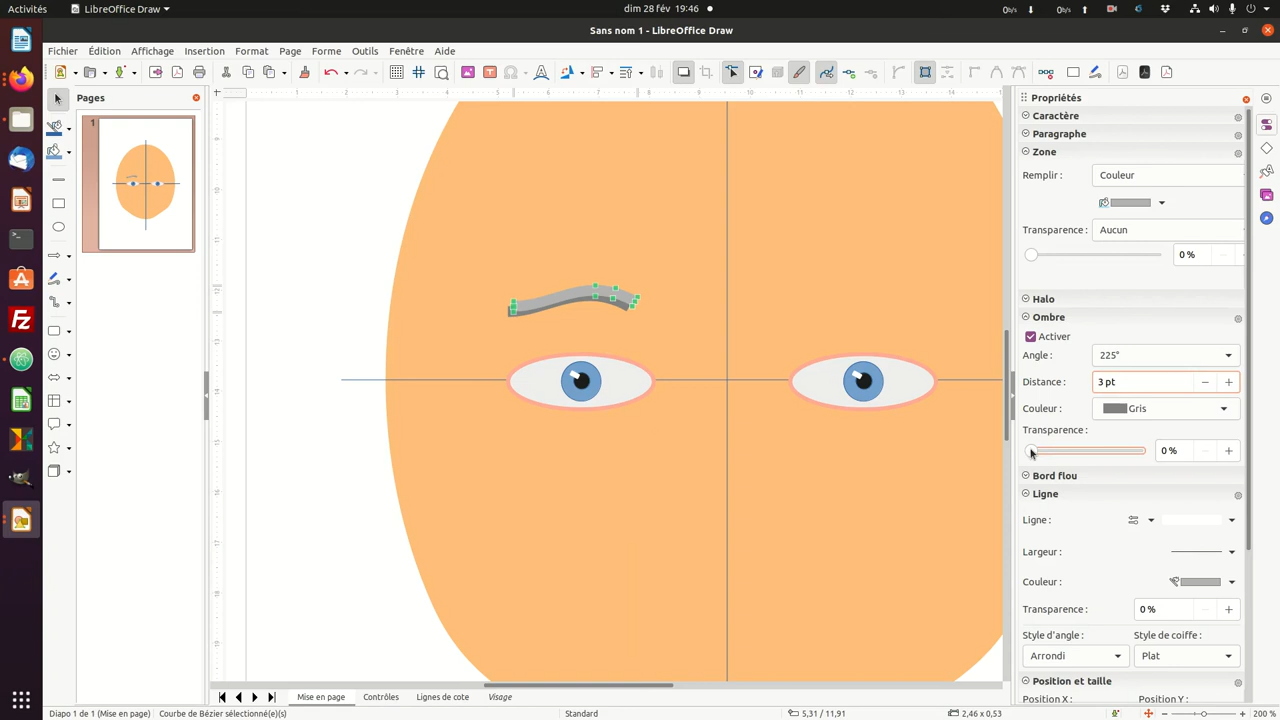 Activités
LibreOffice Draw
dim 28 fév 19:46
0b/s
0b/s
Sans nom 1 - LibreOffice Draw
Fichier Édition Affichage Insertion Format Page Forme Outils Fenêtre Aide
Pages
1
Propriétés
Caractère
Paragraphe
Zone
Remplir : Couleur
Transparence : Aucun
0 %
Halo
Ombre
Activer
Angle : 225°
Distance : 3 pt
Couleur : Gris
Transparence :
0 %
Bord flou
Ligne
Ligne :
Largeur :
Couleur :
Transparence : 0 %
Style d'angle : Style de coiffe :
Arrondi Plat
Position et taille
Position X : Position Y :
Mise en page Contrôles Lignes de cote Visage
Diapo 1 de 1 (Mise en page) Courbe de Bézier sélectionné(e)(s) Standard 5,31 / 11,91 2,46 x 0,53 200 %